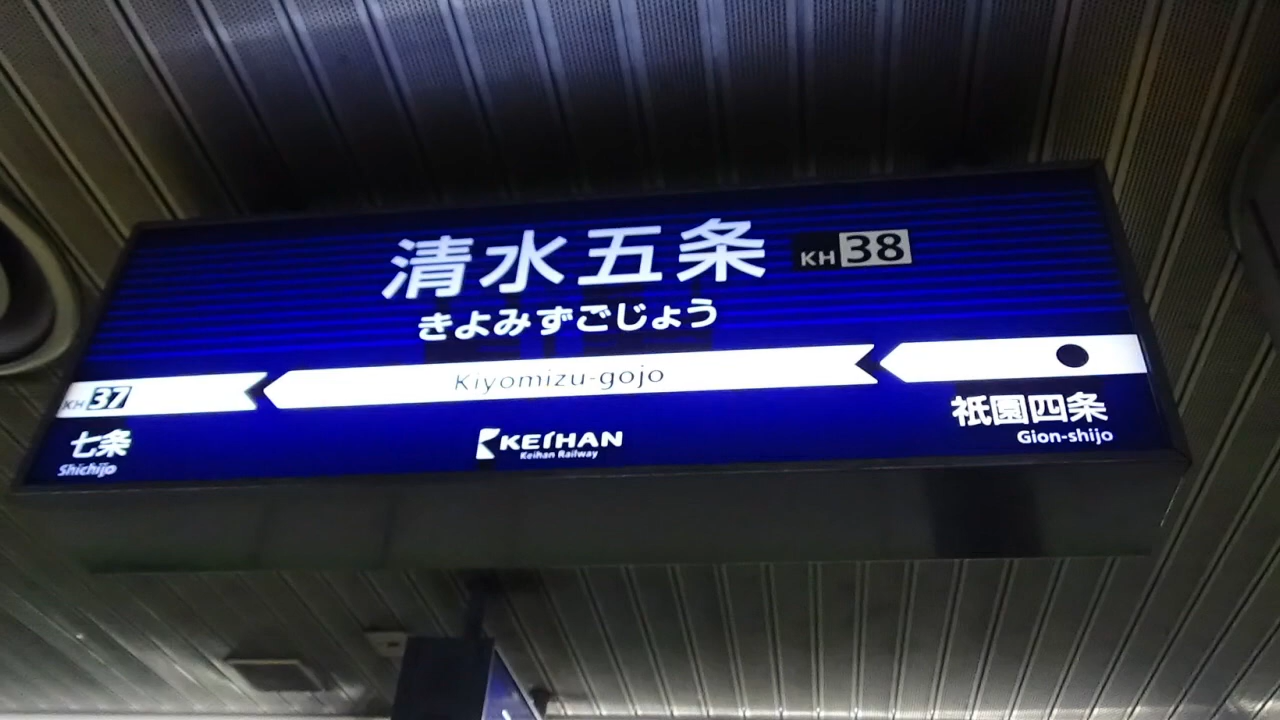 清水五条 KH 38
きよみずごじょう
KH 37
Kiyomizu-gojo
七条
Shichijo
KEIHAN
Keihan Railway
祇園四条
Gion-shijo